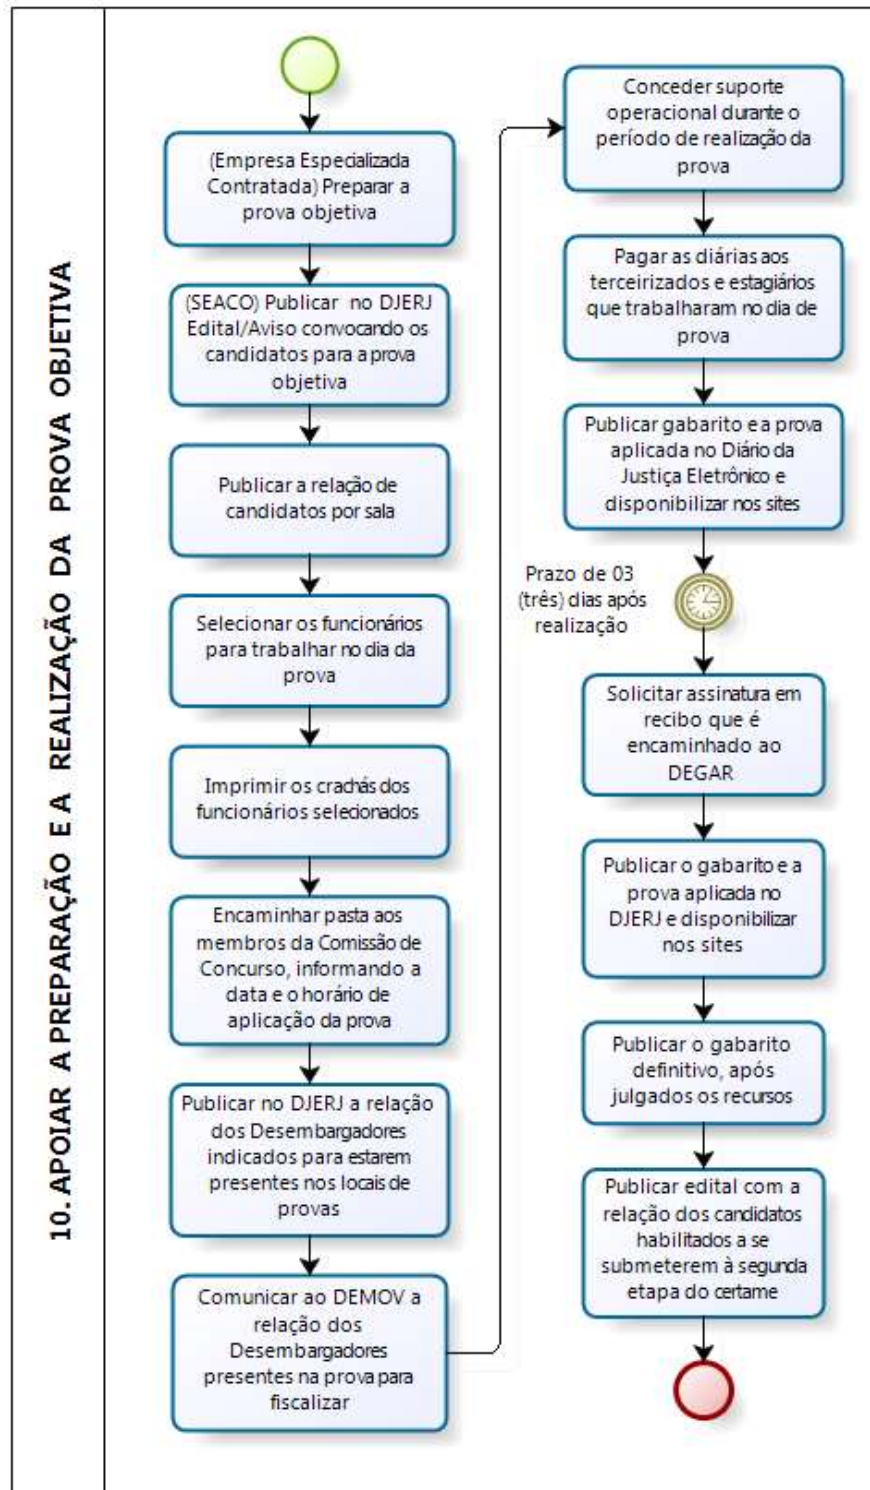 10. APOIAR A PREPARAÇÃO E A REALIZAÇÃO DA PROVA OBJETIVA
(Empresa Especializada
Contratada) Preparar a
prova objetiva
(SEACO) Publicar no DJERJ
Edital/Aviso convocando os
candidatos para a prova
objetiva
Publicar a relação de
candidatos por sala
Selecionar os funcionários
para trabalhar no dia da
prova
Imprimir os crachás dos
funcionários selecionados
Encaminhar pasta aos
membros da Comissão de
Concurso, informando a
data e o horário de
aplicação da prova
Publicar no DJERJ a relação
dos Desembargadores
indicados para estarem
presentes nos locais de
provas
Comunicar ao DEMOV a
relação dos
Desembargadores
presentes na prova para
fiscalizar
Conceder suporte
operacional durante o
período de realização da
prova
Pagar as diárias aos
terceirizados e estagiários
que trabalharam no dia de
prova
Publicar gabarito e a prova
aplicada no Diário da
Justiça Eletrônico e
disponibilizar nos sites
Prazo de 03
(três) dias após
realização
Solicitar assinatura em
recibo que é
encaminhado ao
DEGAR
Publicar o gabarito e a
prova aplicada no
DJERJ e disponibilizar
nos sites
Publicar o gabarito
definitivo, após
julgados os recursos
Publicar edital com a
relação dos candidatos
habilitados a se
submeterem à segunda
etapa do certame